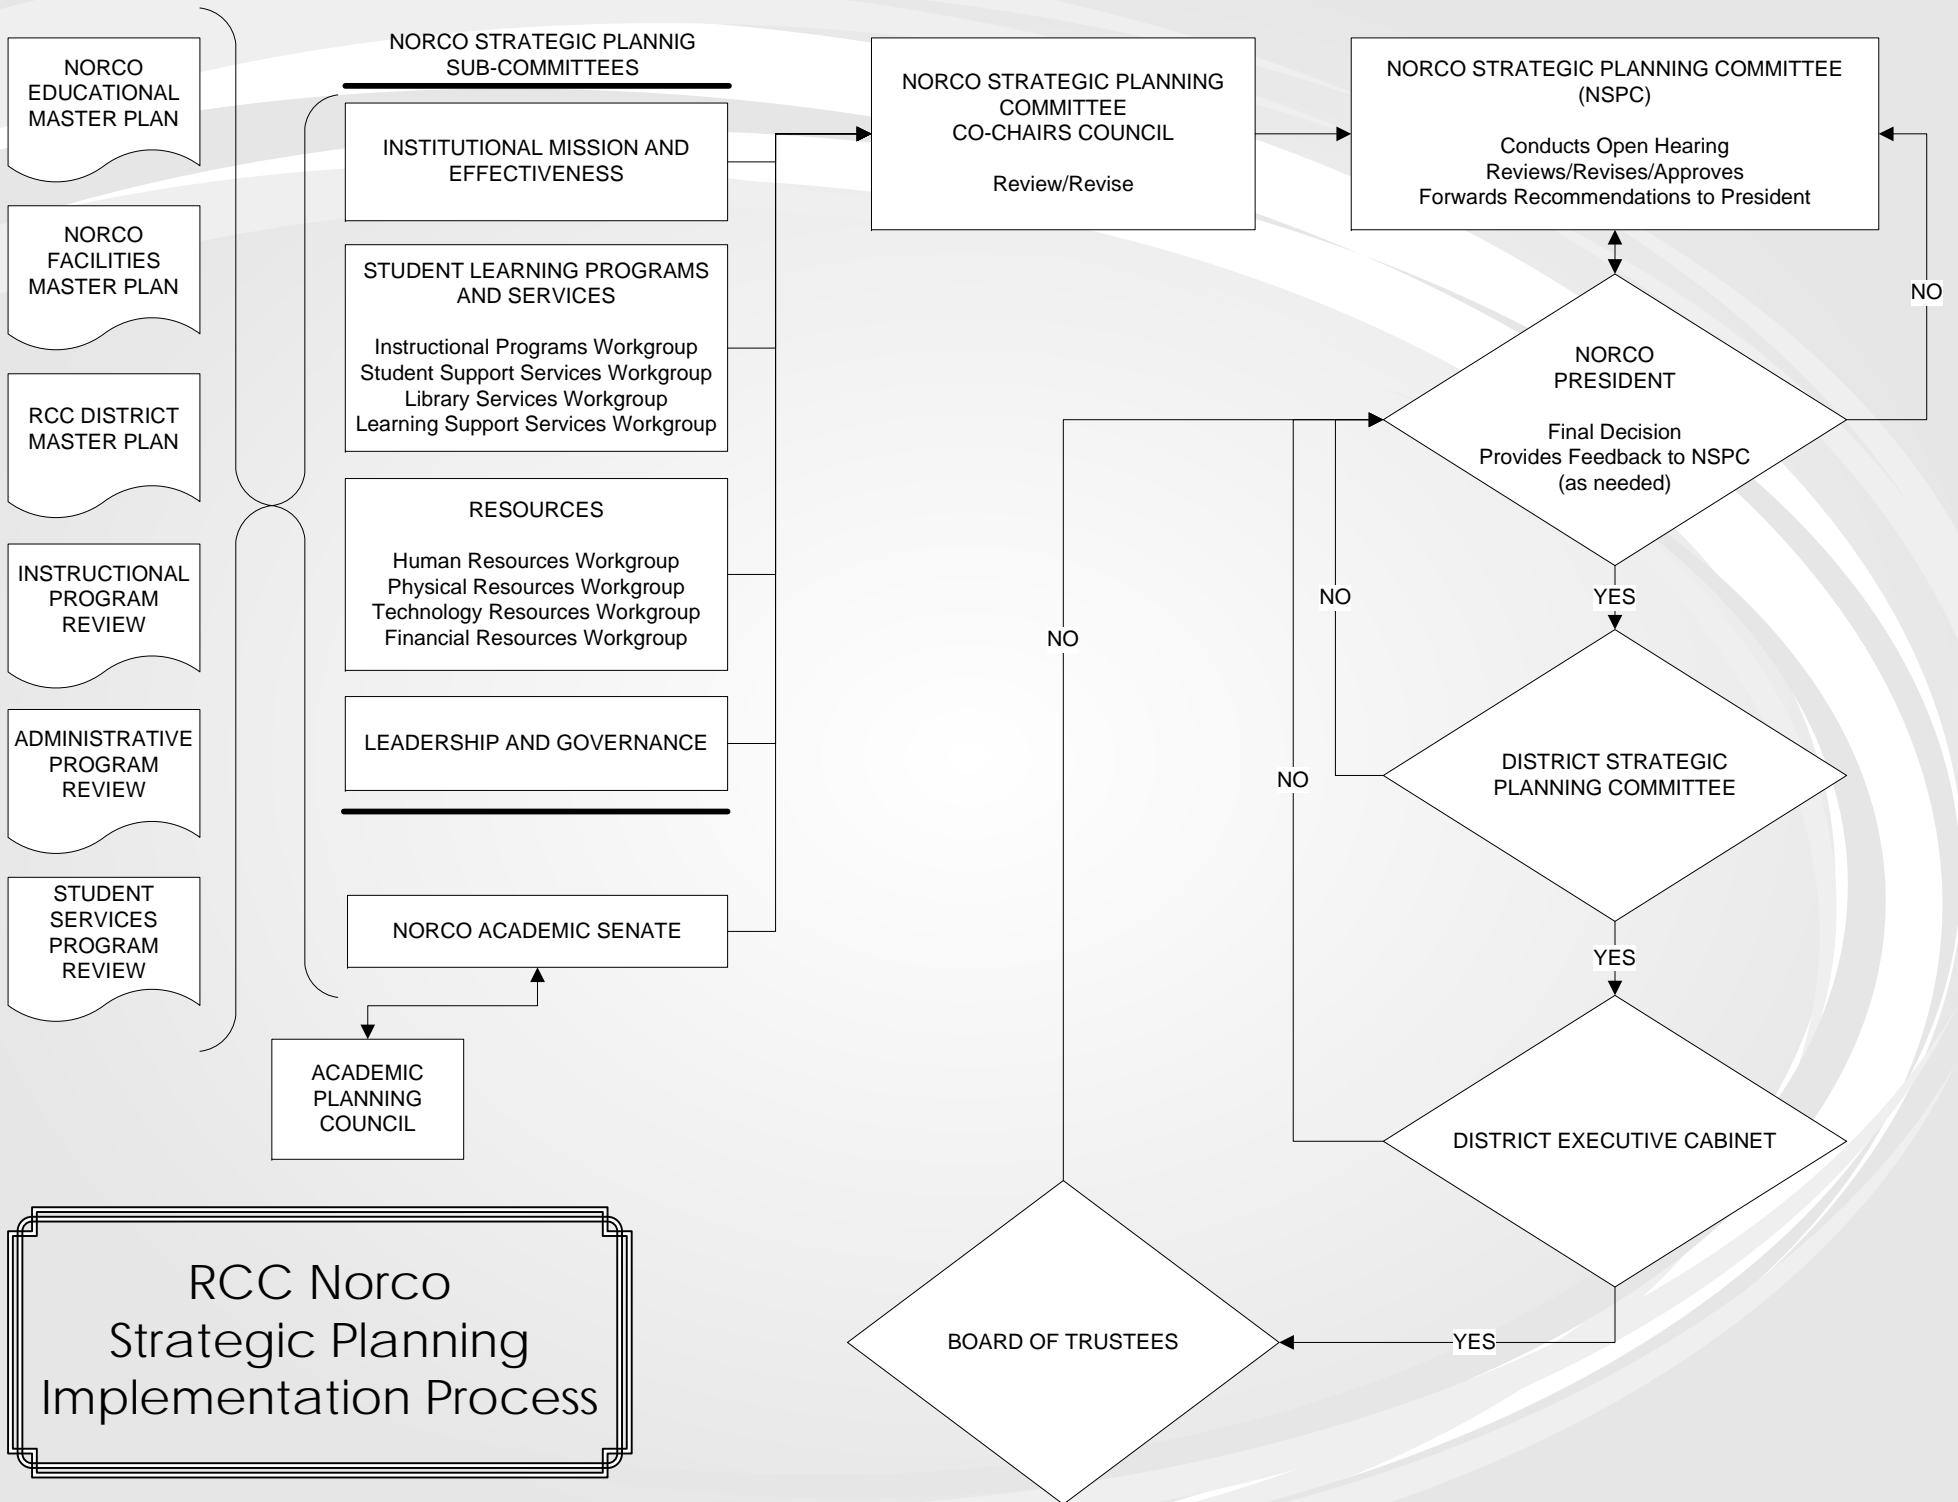 NORCO
EDUCATIONAL
MASTER PLAN
NORCO
FACILITIES
MASTER PLAN
RCC DISTRICT
MASTER PLAN
INSTRUCTIONAL
PROGRAM
REVIEW
ADMINISTRATIVE
PROGRAM
REVIEW
STUDENT
SERVICES
PROGRAM
REVIEW
NORCO STRATEGIC PLANNIG
SUB-COMMITTEES
INSTITUTIONAL MISSION AND
EFFECTIVENESS
STUDENT LEARNING PROGRAMS
AND SERVICES
Instructional Programs Workgroup
Student Support Services Workgroup
Library Services Workgroup
Learning Support Services Workgroup
RESOURCES
Human Resources Workgroup
Physical Resources Workgroup
Technology Resources Workgroup
Financial Resources Workgroup
LEADERSHIP AND GOVERNANCE
NORCO ACADEMIC SENATE
ACADEMIC
PLANNING
COUNCIL
NORCO STRATEGIC PLANNING
COMMITTEE
CO-CHAIRS COUNCIL
Review/Revise
NORCO STRATEGIC PLANNING COMMITTEE
(NSPC)
Conducts Open Hearing
Reviews/Revises/Approves
Forwards Recommendations to President
NO
NORCO
PRESIDENT
Final Decision
Provides Feedback to NSPC
(as needed)
YES
NO
NO
NO
DISTRICT STRATEGIC
PLANNING COMMITTEE
YES
DISTRICT EXECUTIVE CABINET
YES
BOARD OF TRUSTEES
RCC Norco
Strategic Planning
Implementation Process